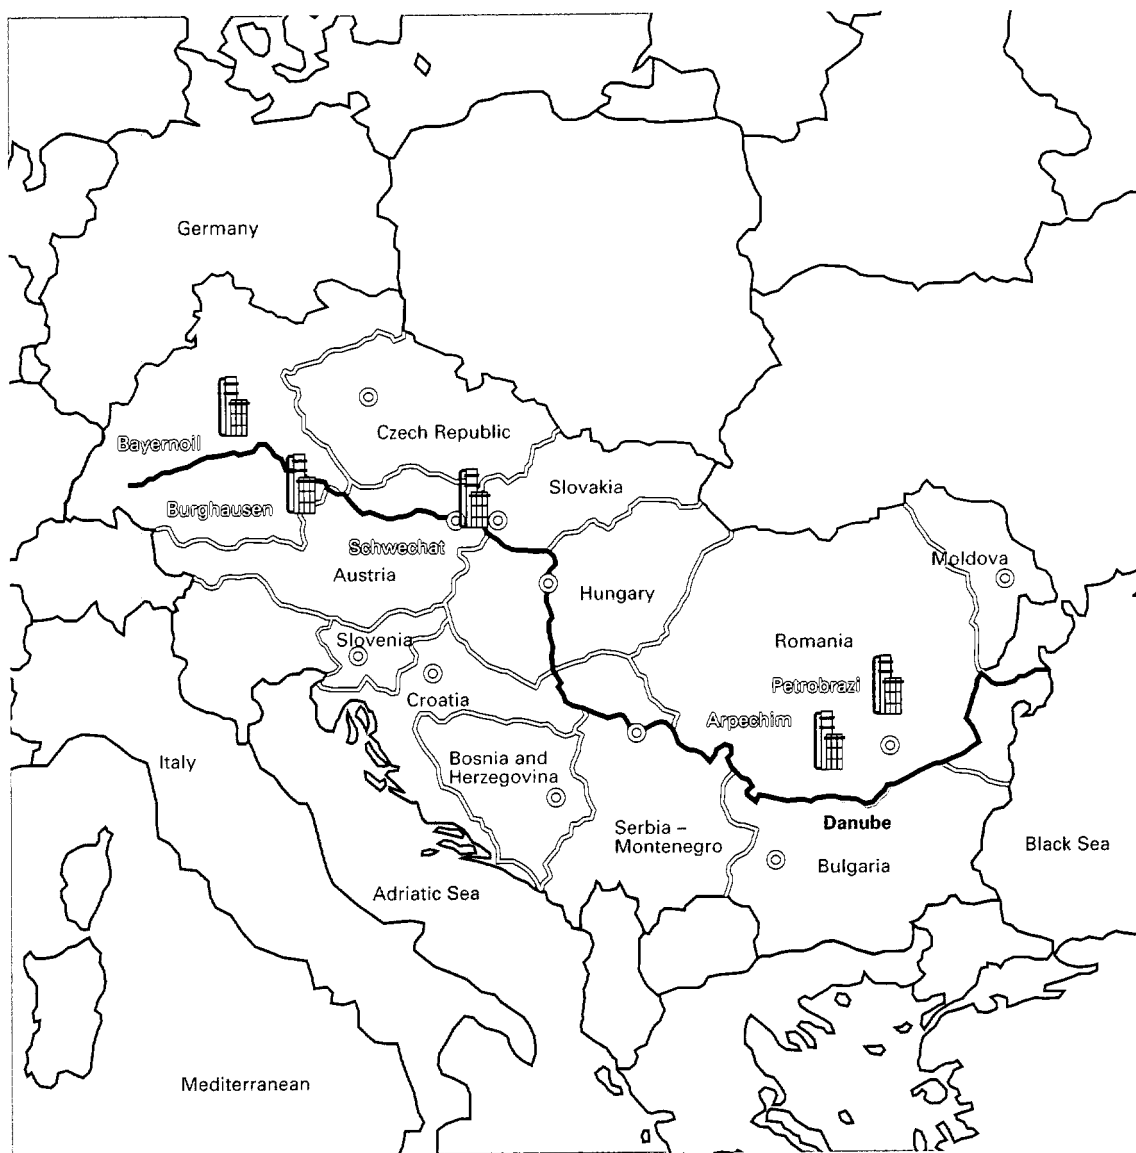 Germany
Bayernoil
Czech Republic
Slovakia
Burghausen
Schwechat
Austria
Moldova
Hungary
Slovenia
Romania
Petrobrazi
Croatia
Arpechim
Italy
Bosnia and
Herzegovina
Danube
Serbia –
Montenegro
Black Sea
Bulgaria
Adriatic Sea
Mediterranean